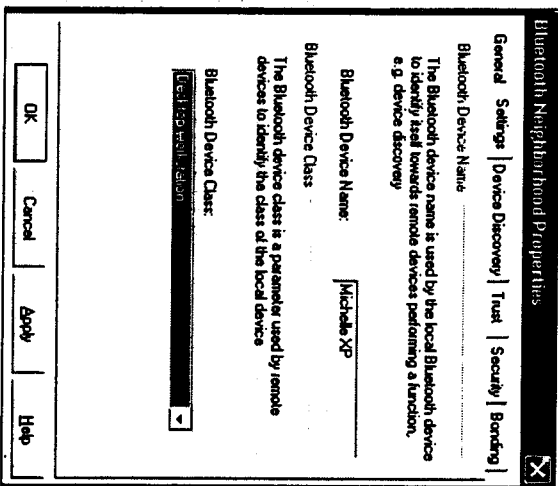 Bluetooth Neighborhood Properties
General Settings Device Discovery Trust Security Bonding
Bluetooth Device Name
The Bluetooth device name is used by the local Bluetooth device
to identify itself towards remote devices performing a function,
e.g. device discovery
Bluetooth Device Name: Michelle XP
Bluetooth Device Class
The Bluetooth device class is a parameter used by remote
devices to identify the class of the local device
Bluetooth Device Class:
Desktop workstation
OK Cancel Apply Help